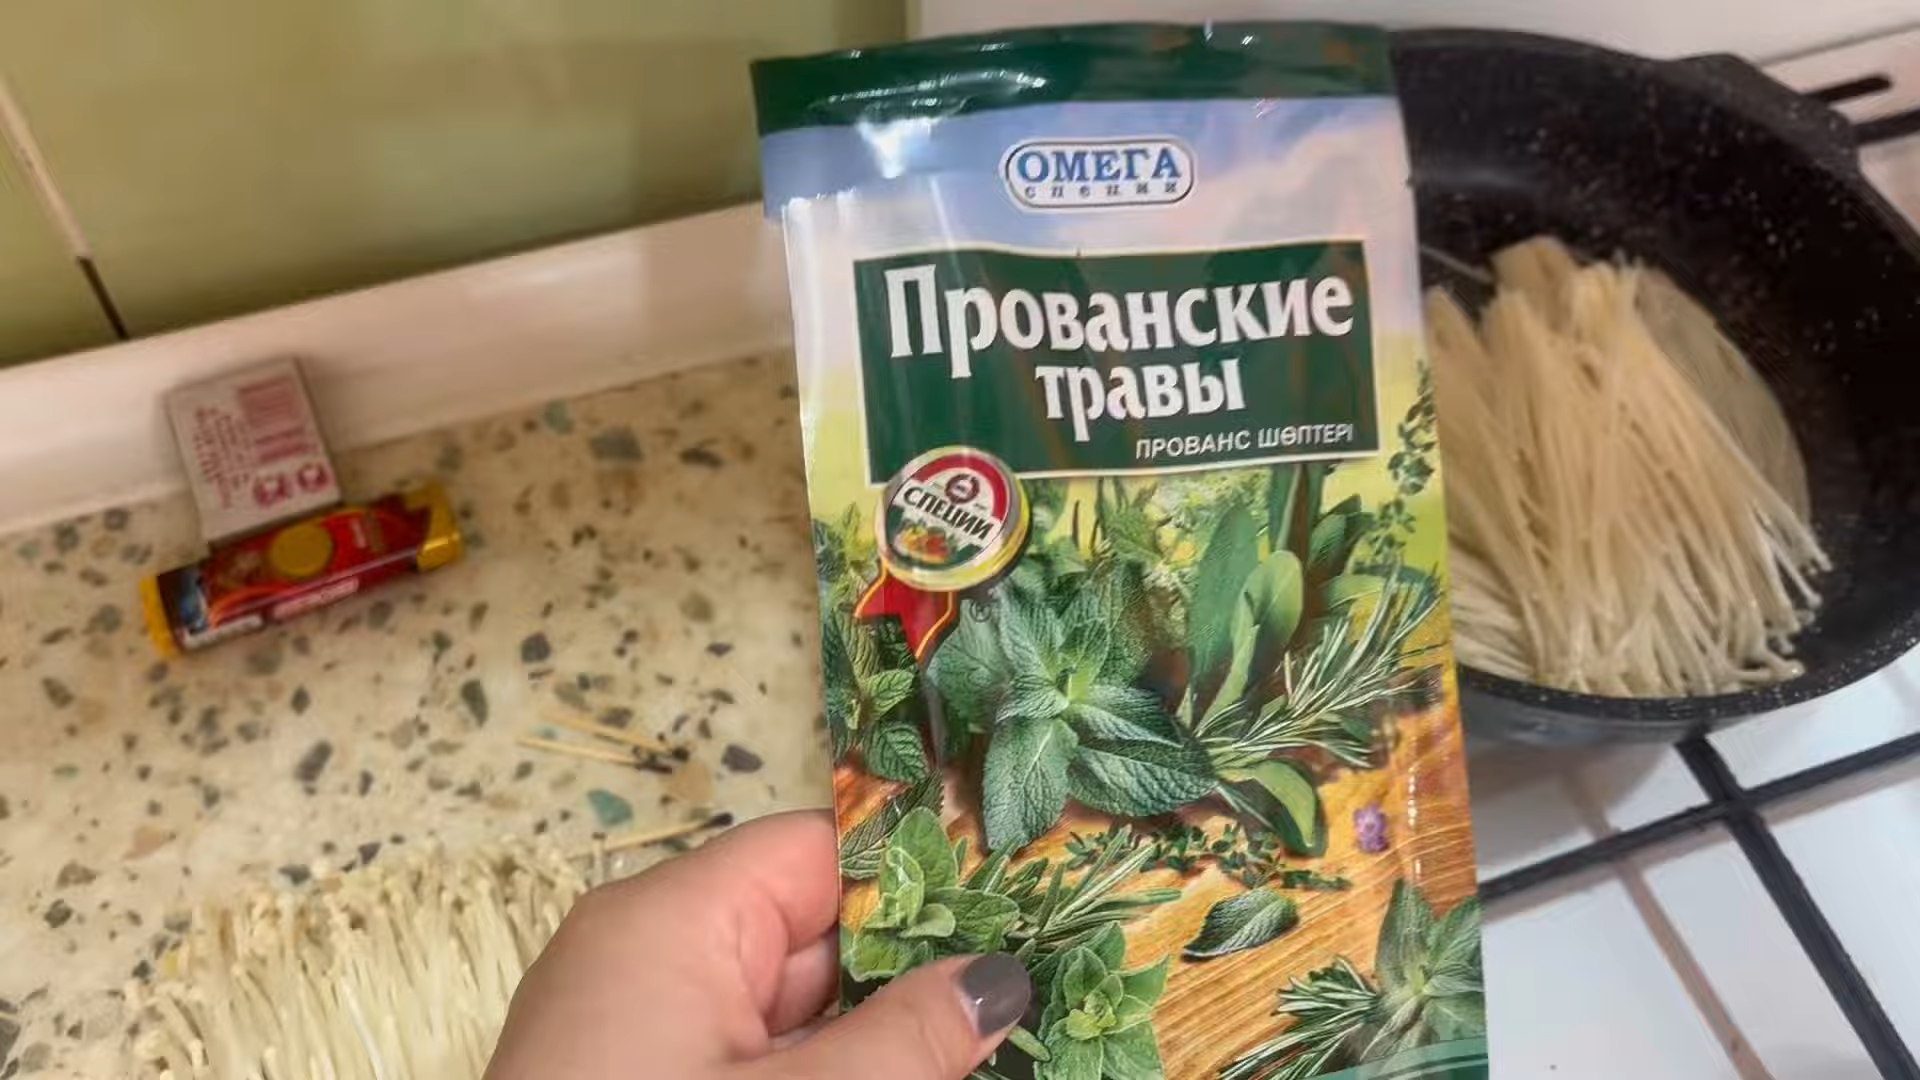 ОМЕГА
специи
Прованские
травы
ПРОВАНС ШӨПТЕРІ
СПЕЦИИ